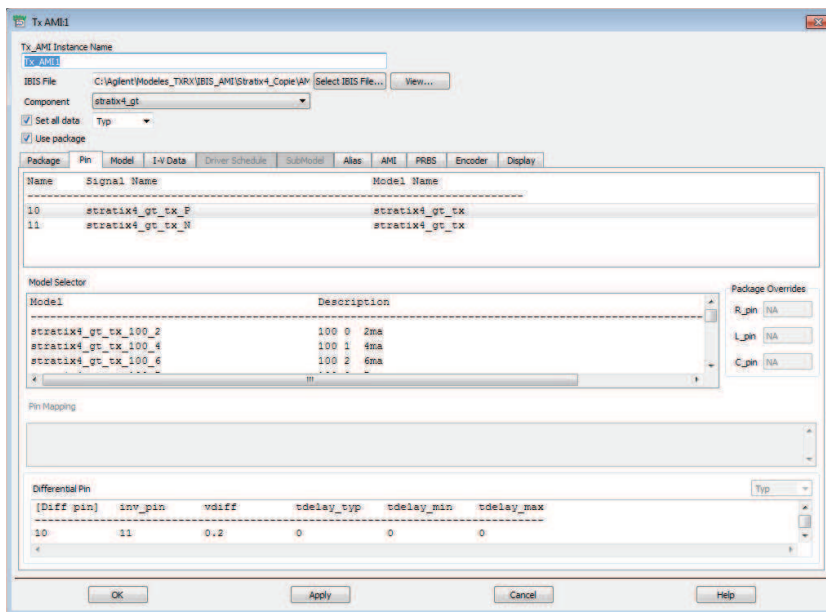 Tx AMI:1
Tx_AMI Instance Name
Tx_AMI1
IBIS File C:\Agilent\Modeles_TXRX\IBIS_AMI\Stratix4_Copie\AM Select IBIS File... View...
Component stratix4_gt
Set all data Typ
Use package
Package Pin Model I-V Data Driver Schedule SubModel Alias AMI PRBS Encoder Display
Name Signal Name Model Name
10 stratix4_gt_tx_P stratix4_gt_tx
11 stratix4_gt_tx_N stratix4_gt_tx
Model Selector
Model Description
stratix4_gt_tx_100_2 100 0 2ma
stratix4_gt_tx_100_4 100 1 4ma
stratix4_gt_tx_100_6 100 2 6ma
Package Overrides
R_pin NA
L_pin NA
C_pin NA
Pin Mapping
Differential Pin Typ
[Diff pin] inv_pin vdiff tdelay_typ tdelay_min tdelay_max
10 11 0.2 0 0 0
OK Apply Cancel Help